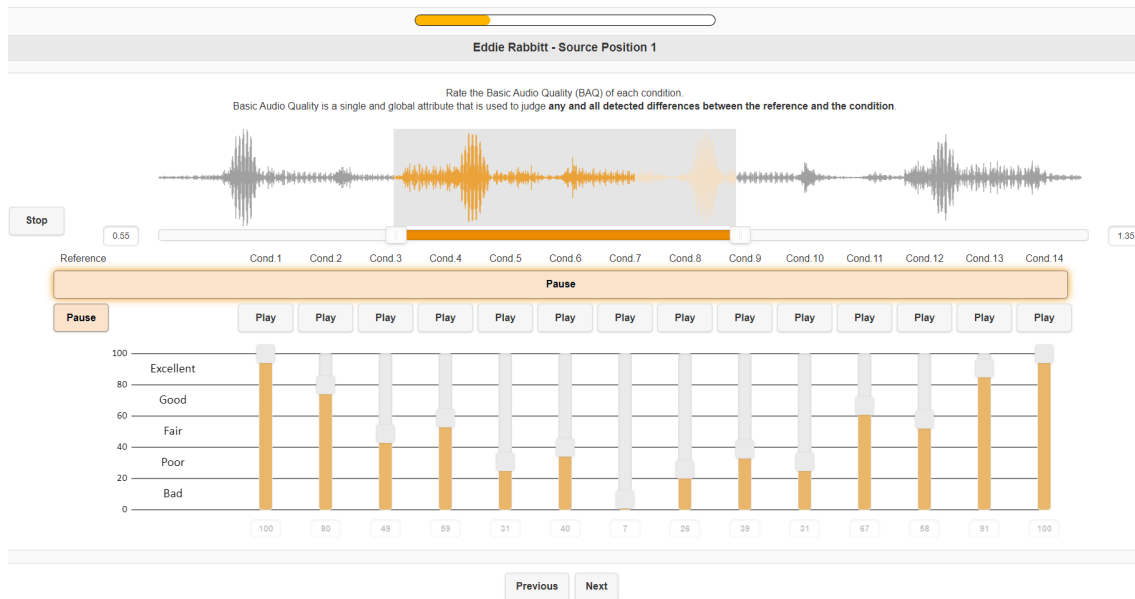 Eddie Rabbitt - Source Position 1
Rate the Basic Audio Quality (BAQ) of each condition.
Basic Audio Quality is a single and global attribute that is used to judge any and all detected differences between the reference and the condition.
Stop
0.55
1:35
Reference Cond.1 Cond.2 Cond.3 Cond.4 Cond.5 Cond.6 Cond.7 Cond.8 Cond.9 Cond.10 Cond.11 Cond.12 Cond.13 Cond.14
Pause
Pause Play Play Play Play Play Play Play Play Play Play Play Play Play Play
100
Excellent
80
Good
60
Fair
40
Poor
20
Bad
0
100 80 49 59 31 40 7 26 39 31 67 58 91 100
Previous Next